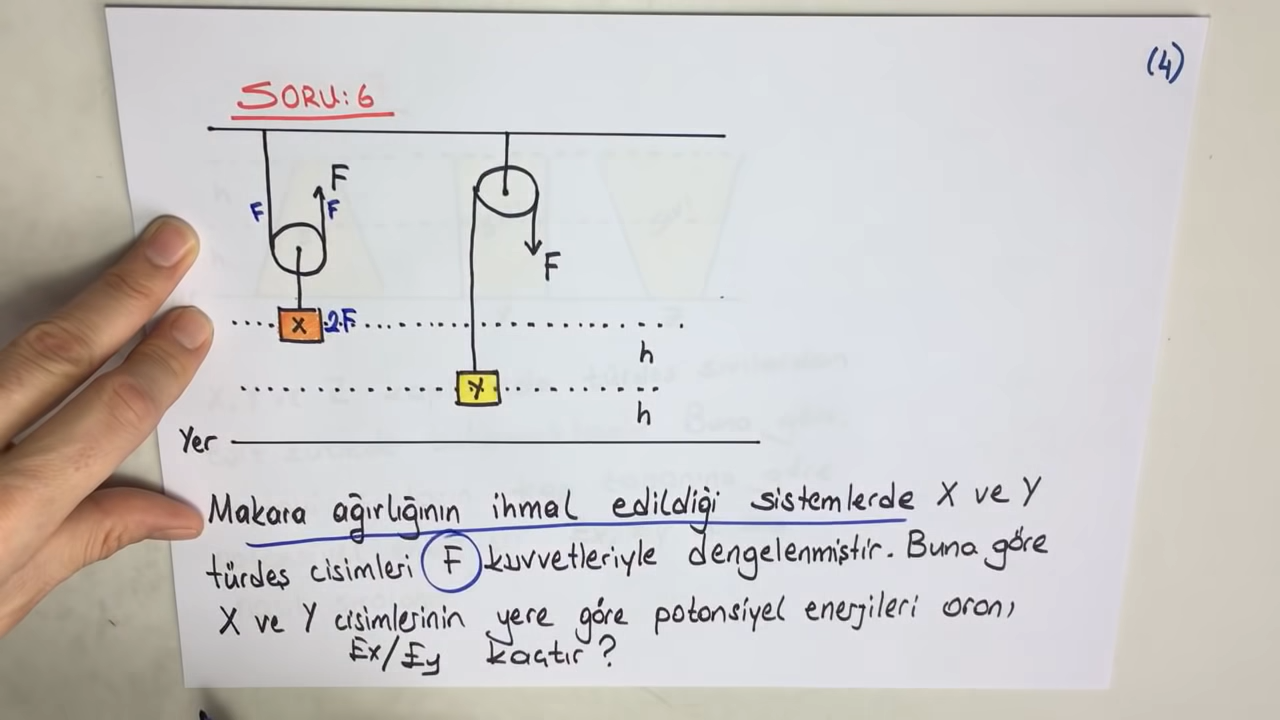 (4)
SORU: 6
F
F
F
F
X 2F
h
Y
h
Yer
Makara ağırlığının ihmal edildiği sistemlerde X ve Y
türdeş cisimleri F kuvvetleriyle dengelenmiştir. Buna göre
X ve Y cisimlerinin yere göre potansiyel enerjileri oranı
Ex/Ey kaçtır?